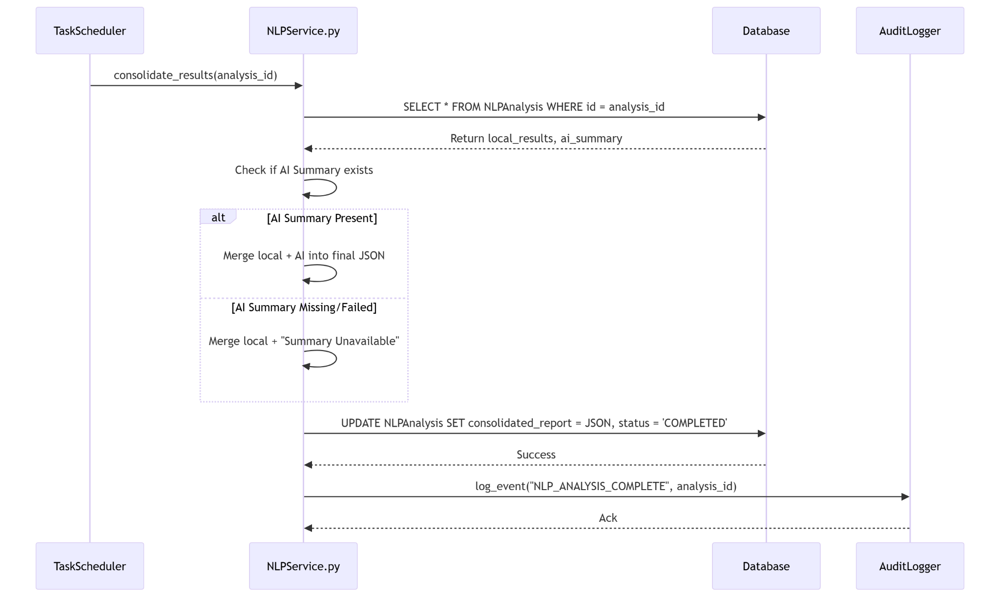 TaskScheduler
NLPService.py
Database
AuditLogger
consolidate_results(analysis_id)
SELECT * FROM NLPAnalysis WHERE id = analysis_id
Return local_results, ai_summary
Check if AI Summary exists
alt
[AI Summary Present]
Merge local + AI into final JSON
[AI Summary Missing/Failed]
Merge local + "Summary Unavailable"
UPDATE NLPAnalysis SET consolidated_report = JSON, status = 'COMPLETED'
Success
log_event("NLP_ANALYSIS_COMPLETE", analysis_id)
Ack
TaskScheduler
NLPService.py
Database
AuditLogger